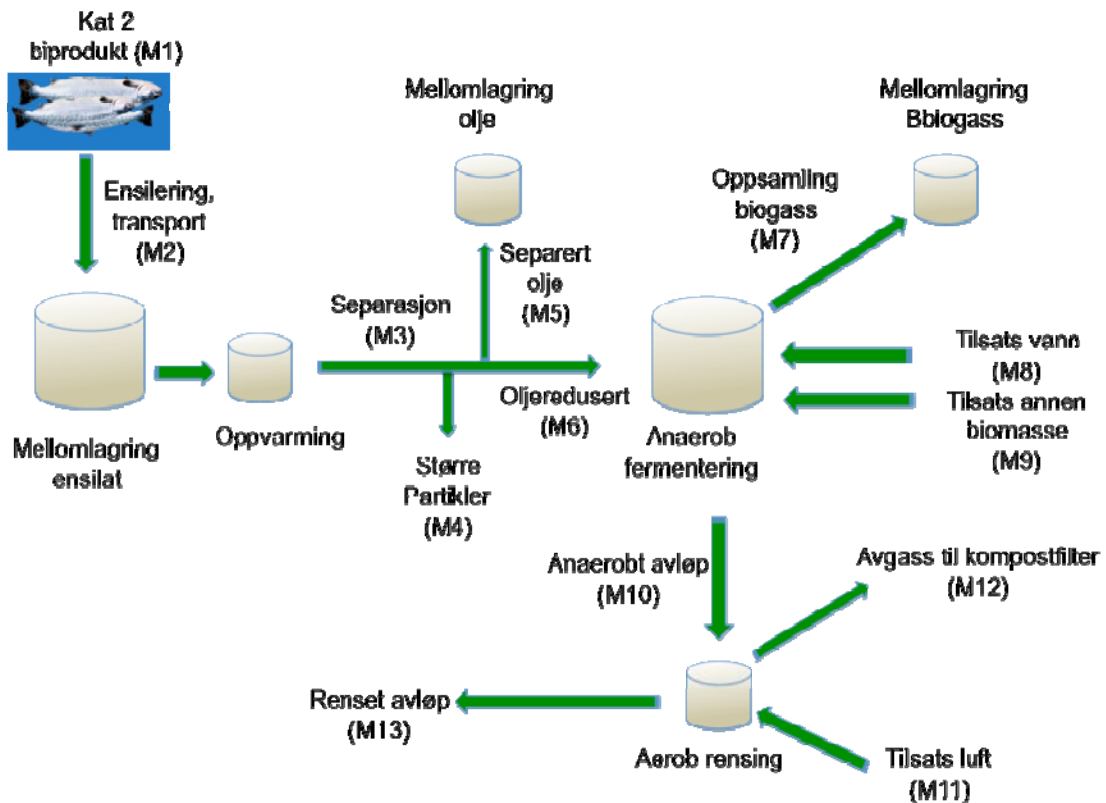 Kat 2
biprodukt (M1)
Ensilering,
transport
(M2)
Mellomlagring
ensilat
Oppvarming
Separasjon
(M3)
Større
Partikler
(M4)
Mellomlagring
olje
Separert
olje
(M5)
Oljeredusert
(M6)
Anaerob
fermentering
Oppsamling
biogass
(M7)
Mellomlagring
Bbiogass
Tilsats vann
(M8)
Tilsats annen
biomasse
(M9)
Anaerobt avløp
(M10)
Avgass til kompostfilter
(M12)
Renset avløp
(M13)
Aerob rensing
Tilsats luft
(M11)